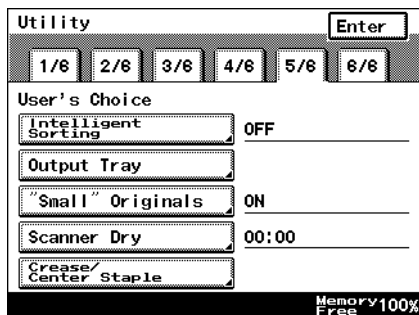 Utility
Enter
1/6 2/6 3/6 4/6 5/6 6/6
User's Choice
Intelligent
Sorting
OFF
Output Tray
"Small" Originals
ON
Scanner Dry
00:00
Crease/
Center Staple
Memory
Free
100%